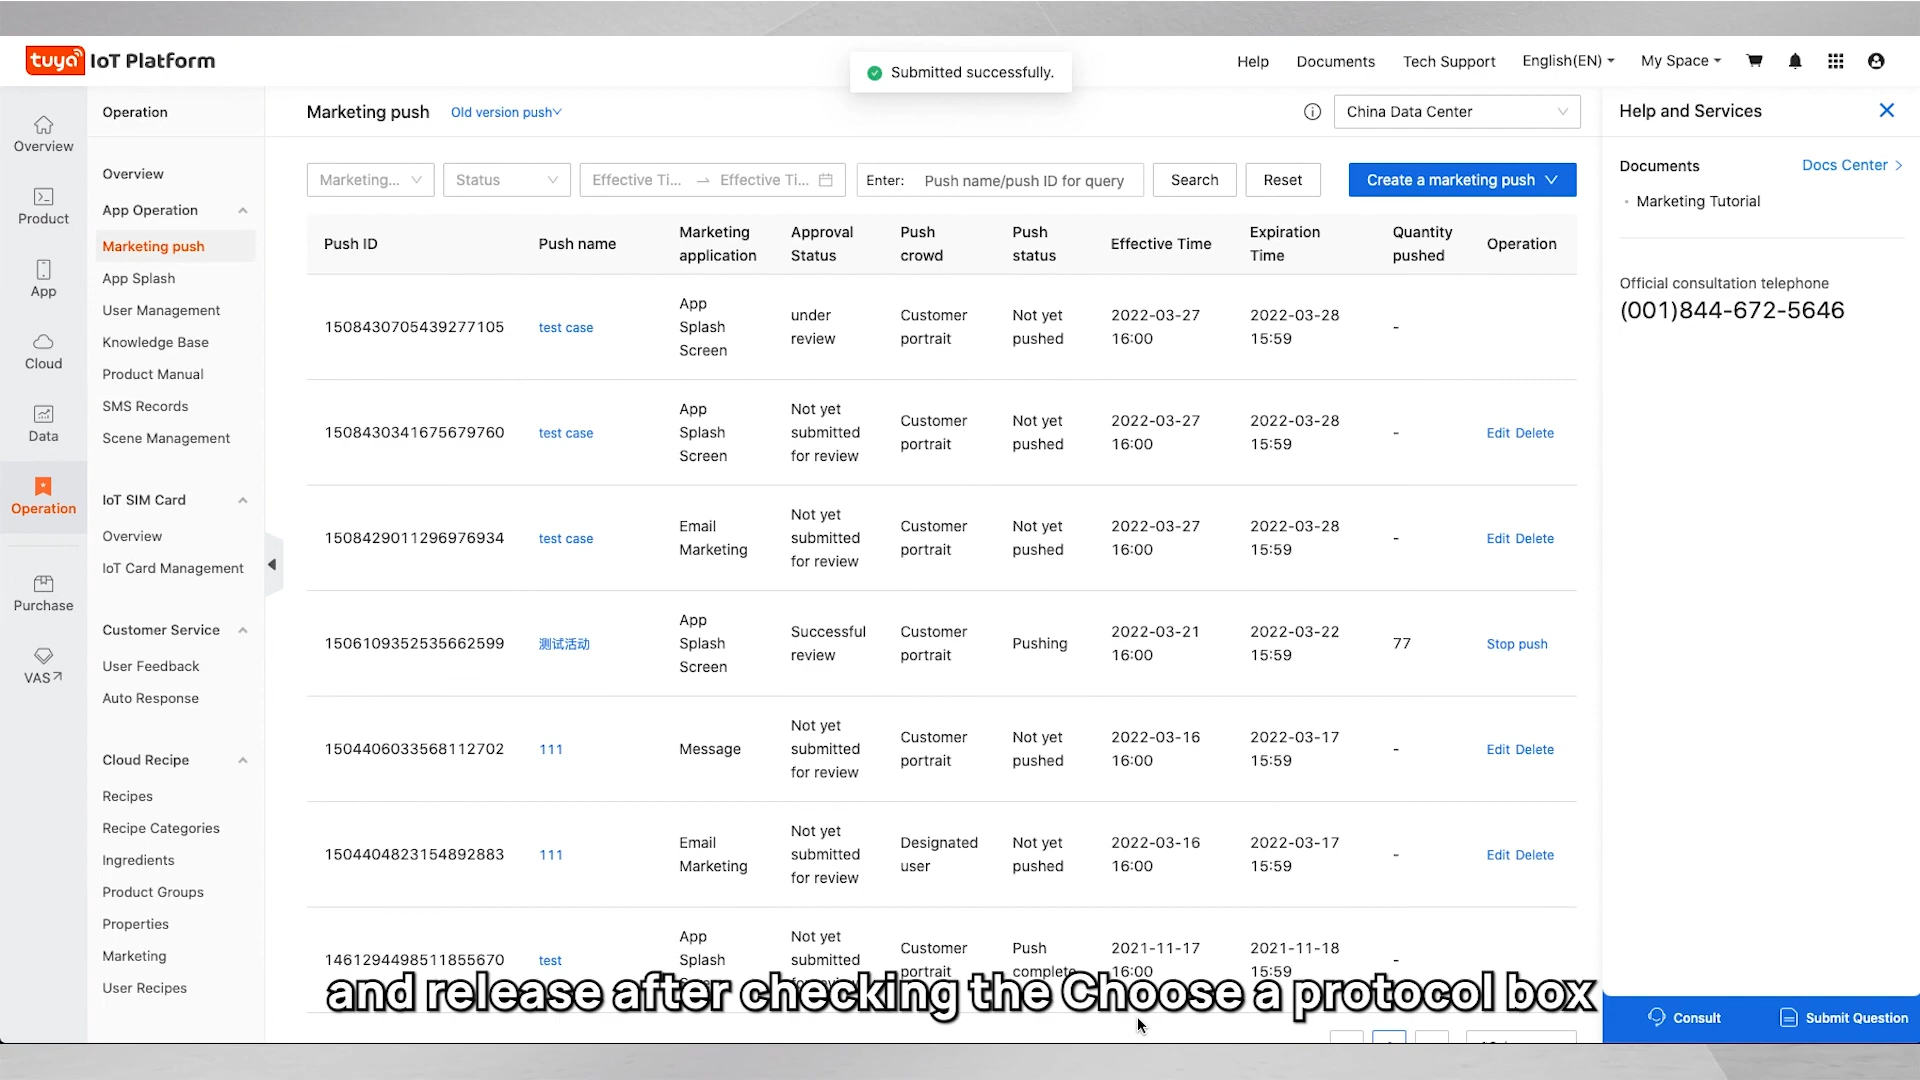 tuya IoT Platform
Submitted successfully.
Help
Documents
Tech Support
English(EN)
My Space
Overview
Product
App
Cloud
Data
Operation
Purchase
VAS
Operation
Overview
App Operation
Marketing push
App Splash
User Management
Knowledge Base
Product Manual
SMS Records
Scene Management
IoT SIM Card
Overview
IoT Card Management
Customer Service
User Feedback
Auto Response
Cloud Recipe
Recipes
Recipe Categories
Ingredients
Product Groups
Properties
Marketing
User Recipes
Marketing push
Old version push
China Data Center
Marketing...
Status
Effective Ti...
Effective Ti...
Enter:
Push name/push ID for query
Search
Reset
Create a marketing push
Push ID
Push name
Marketing
application
Approval
Status
Push
crowd
Push
status
Effective Time
Expiration
Time
Quantity
pushed
Operation
1508430705439277105
test case
App
Splash
Screen
under
review
Customer
portrait
Not yet
pushed
2022-03-27
16:00
2022-03-28
15:59
-
1508430341675679760
test case
App
Splash
Screen
Not yet
submitted
for review
Customer
portrait
Not yet
pushed
2022-03-27
16:00
2022-03-28
15:59
-
Edit Delete
1508429011296976934
test case
Email
Marketing
Not yet
submitted
for review
Customer
portrait
Not yet
pushed
2022-03-27
16:00
2022-03-28
15:59
-
Edit Delete
1506109352535662599
测试活动
App
Splash
Screen
Successful
review
Customer
portrait
Pushing
2022-03-21
16:00
2022-03-22
15:59
77
Stop push
1504406033568112702
111
Message
Not yet
submitted
for review
Customer
portrait
Not yet
pushed
2022-03-16
16:00
2022-03-17
15:59
-
Edit Delete
1504404823154892883
111
Email
Marketing
Not yet
submitted
for review
Designated
user
Not yet
pushed
2022-03-16
16:00
2022-03-17
15:59
-
Edit Delete
1461294498511855670
test
App
Splash
Not yet
submitted
Customer
portrait
Push
complete
2021-11-17
16:00
2021-11-18
15:59
-
Help and Services
Documents
Docs Center >
Marketing Tutorial
Official consultation telephone
(001)844-672-5646
Consult
Submit Question
and release after checking the Choose a protocol box